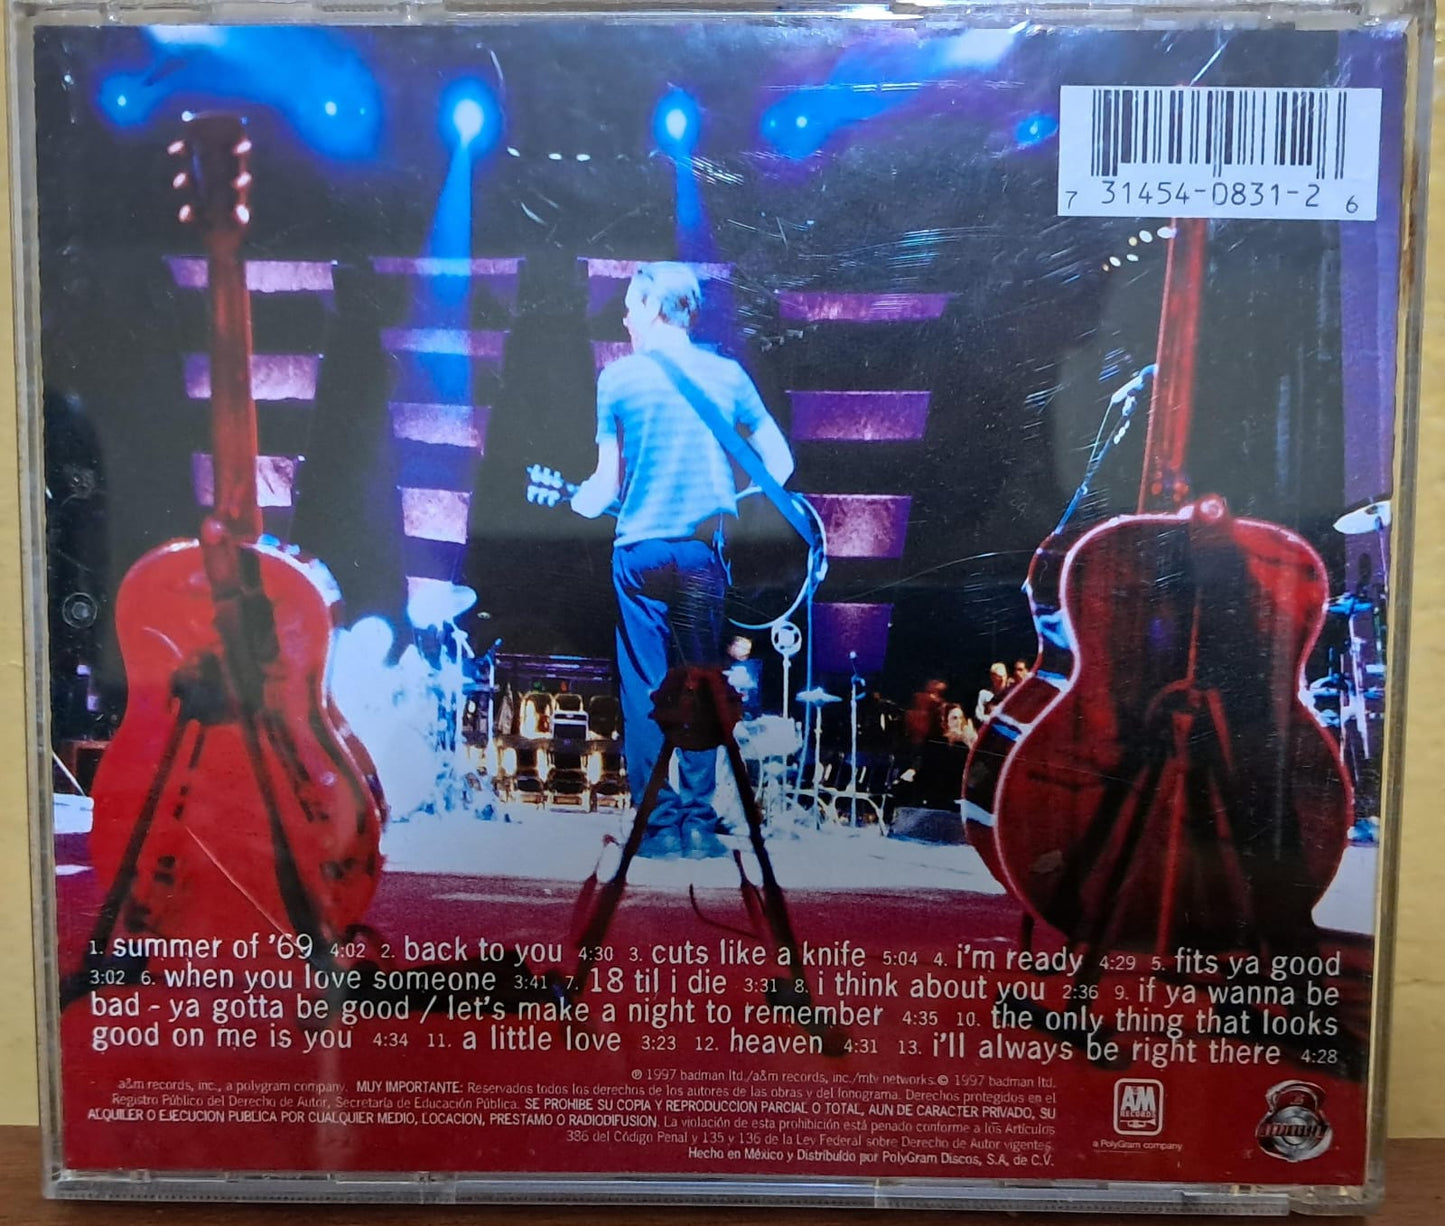 7 31454-0831-2 6
1. summer of '69 4:02 2. back to you 4:30 3. cuts like a knife 5:04 4. i'm ready 4:29 5. fits ya good
3:02 6. when you love someone 3:41 7. 18 til i die 3:31 8. i think about you 2:36 9. if ya wanna be
bad - ya gotta be good / let's make a night to remember 4:35 10. the only thing that looks
good on me is you 4:34 11. a little love 3:23 12. heaven 4:31 13. i'll always be right there 4:28
℗ 1997 badman ltd./a&m records, inc./mtv networks.© 1997 badman ltd.
a&m records, inc., a polygram company. MUY IMPORTANTE: Reservados todos los derechos de los autores de las obras y del fonograma. Derechos protegidos en el
Registro Público del Derecho de Autor, Secretaría de Educación Pública. SE PROHIBE SU COPIA Y REPRODUCCION PARCIAL O TOTAL, AUN DE CARACTER PRIVADO, SU
ALQUILER O EJECUCION PUBLICA POR CUALQUIER MEDIO, LOCACION, PRESTAMO O RADIODIFUSION. La violación de esta prohibición está penado conforme a los Artículos
386 del Código Penal y 135 y 136 de la Ley Federal sobre Derecho de Autor vigentes.
Hecho en México y Distribuido por PolyGram Discos, S.A. de C.V.
A&M
RECORDS
a PolyGram company